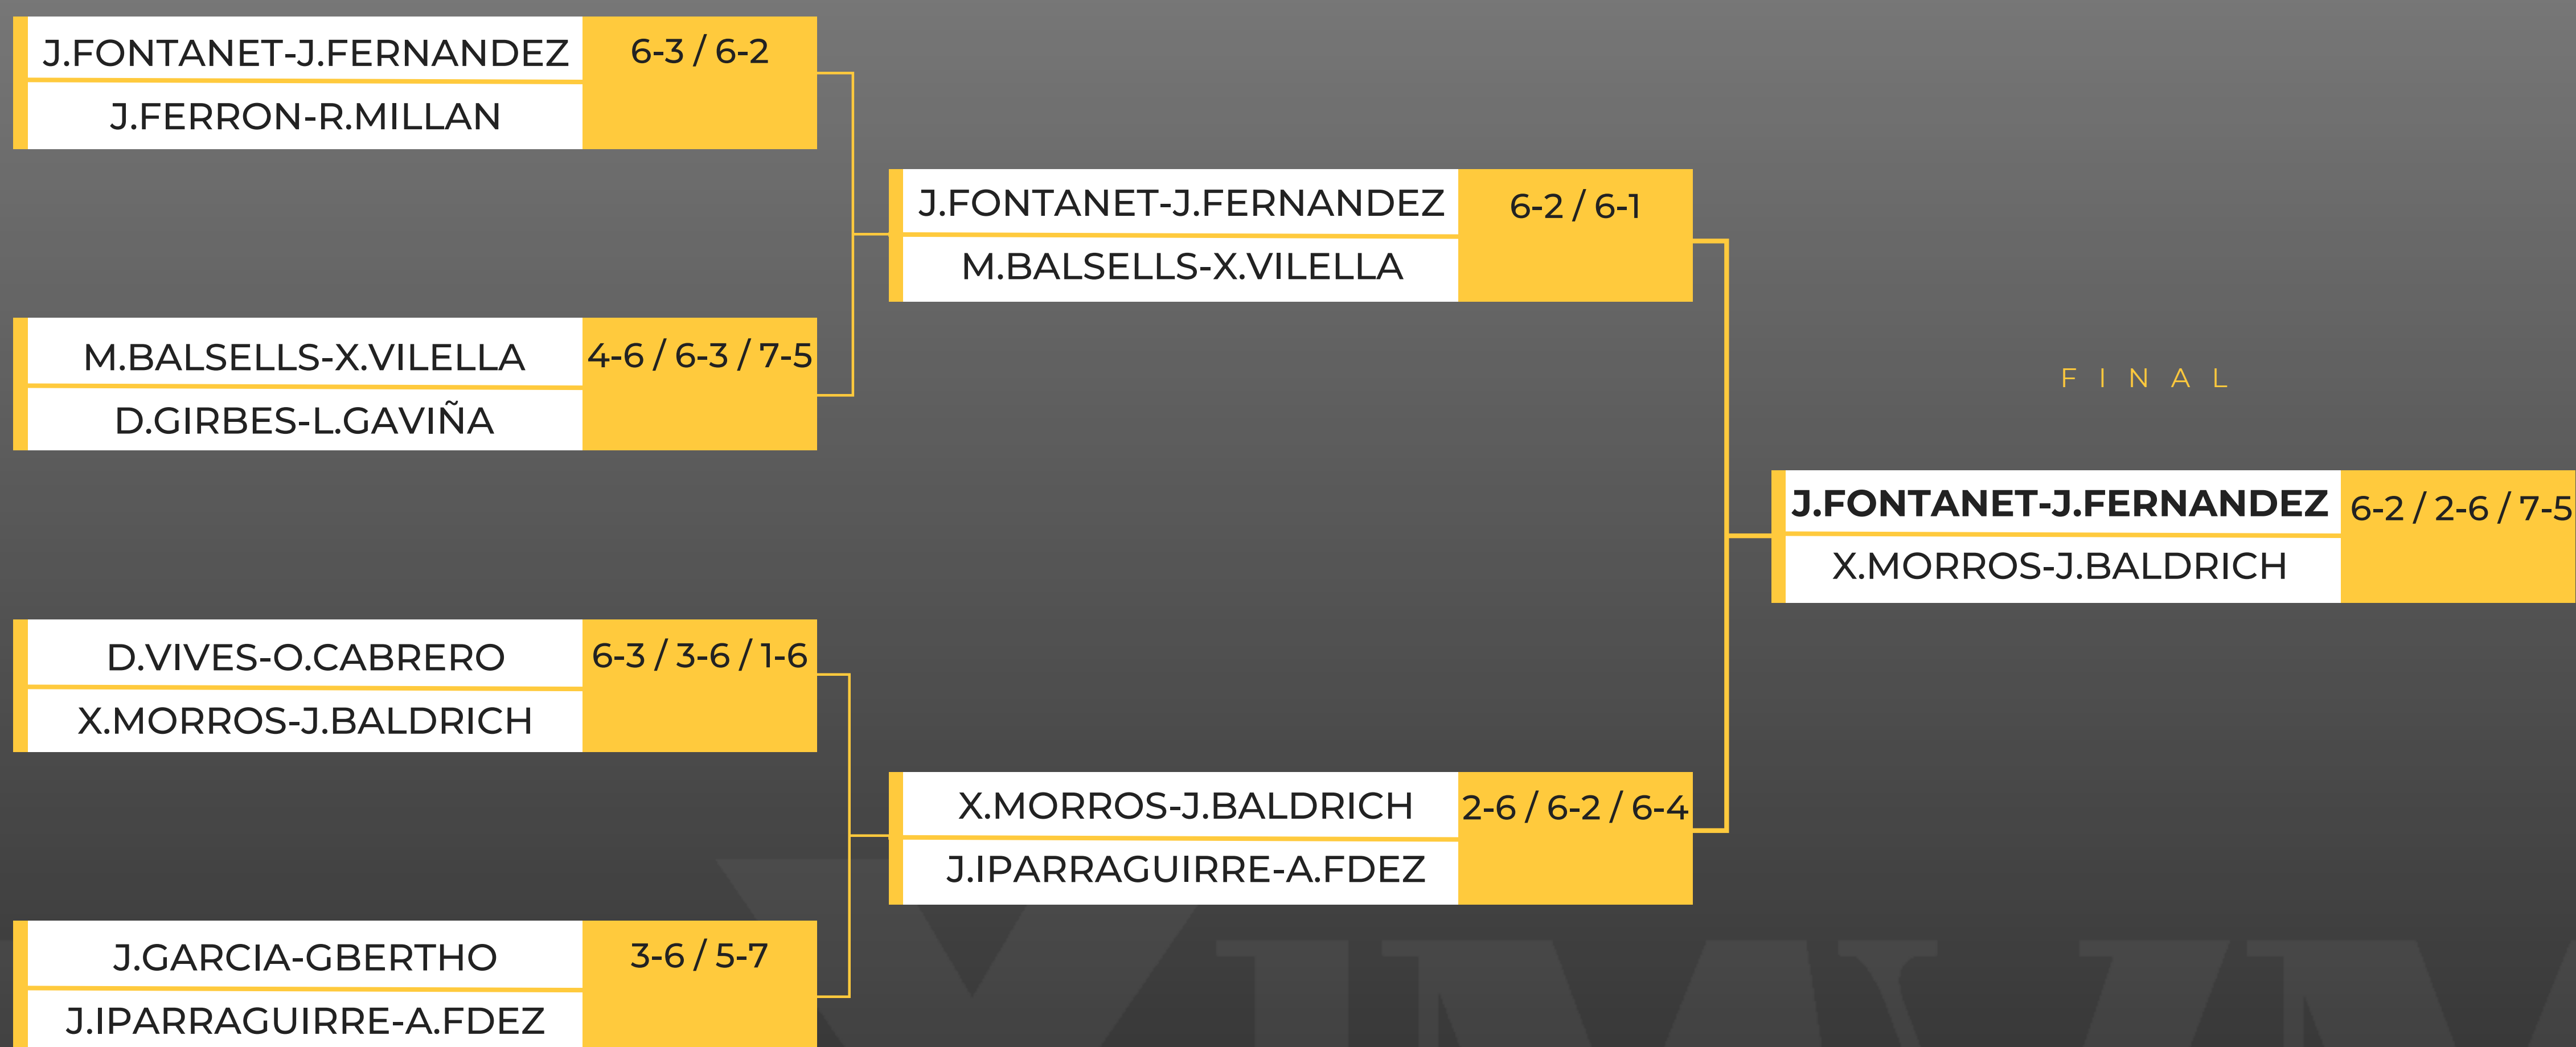 J.FONTANET-J.FERNANDEZ 6-3 / 6-2
J.FERRON-R.MILLAN
M.BALSELLS-X.VILELLA 4-6 / 6-3 / 7-5
D.GIRBES-L.GAVIÑA
D.VIVES-O.CABRERO 6-3 / 3-6 / 1-6
X.MORROS-J.BALDRICH
J.GARCIA-GBERTHO 3-6 / 5-7
J.IPARRAGUIRRE-A.FDEZ
J.FONTANET-J.FERNANDEZ 6-2 / 6-1
M.BALSELLS-X.VILELLA
X.MORROS-J.BALDRICH 2-6 / 6-2 / 6-4
J.IPARRAGUIRRE-A.FDEZ
FINAL
J.FONTANET-J.FERNANDEZ 6-2 / 2-6 / 7-5
X.MORROS-J.BALDRICH